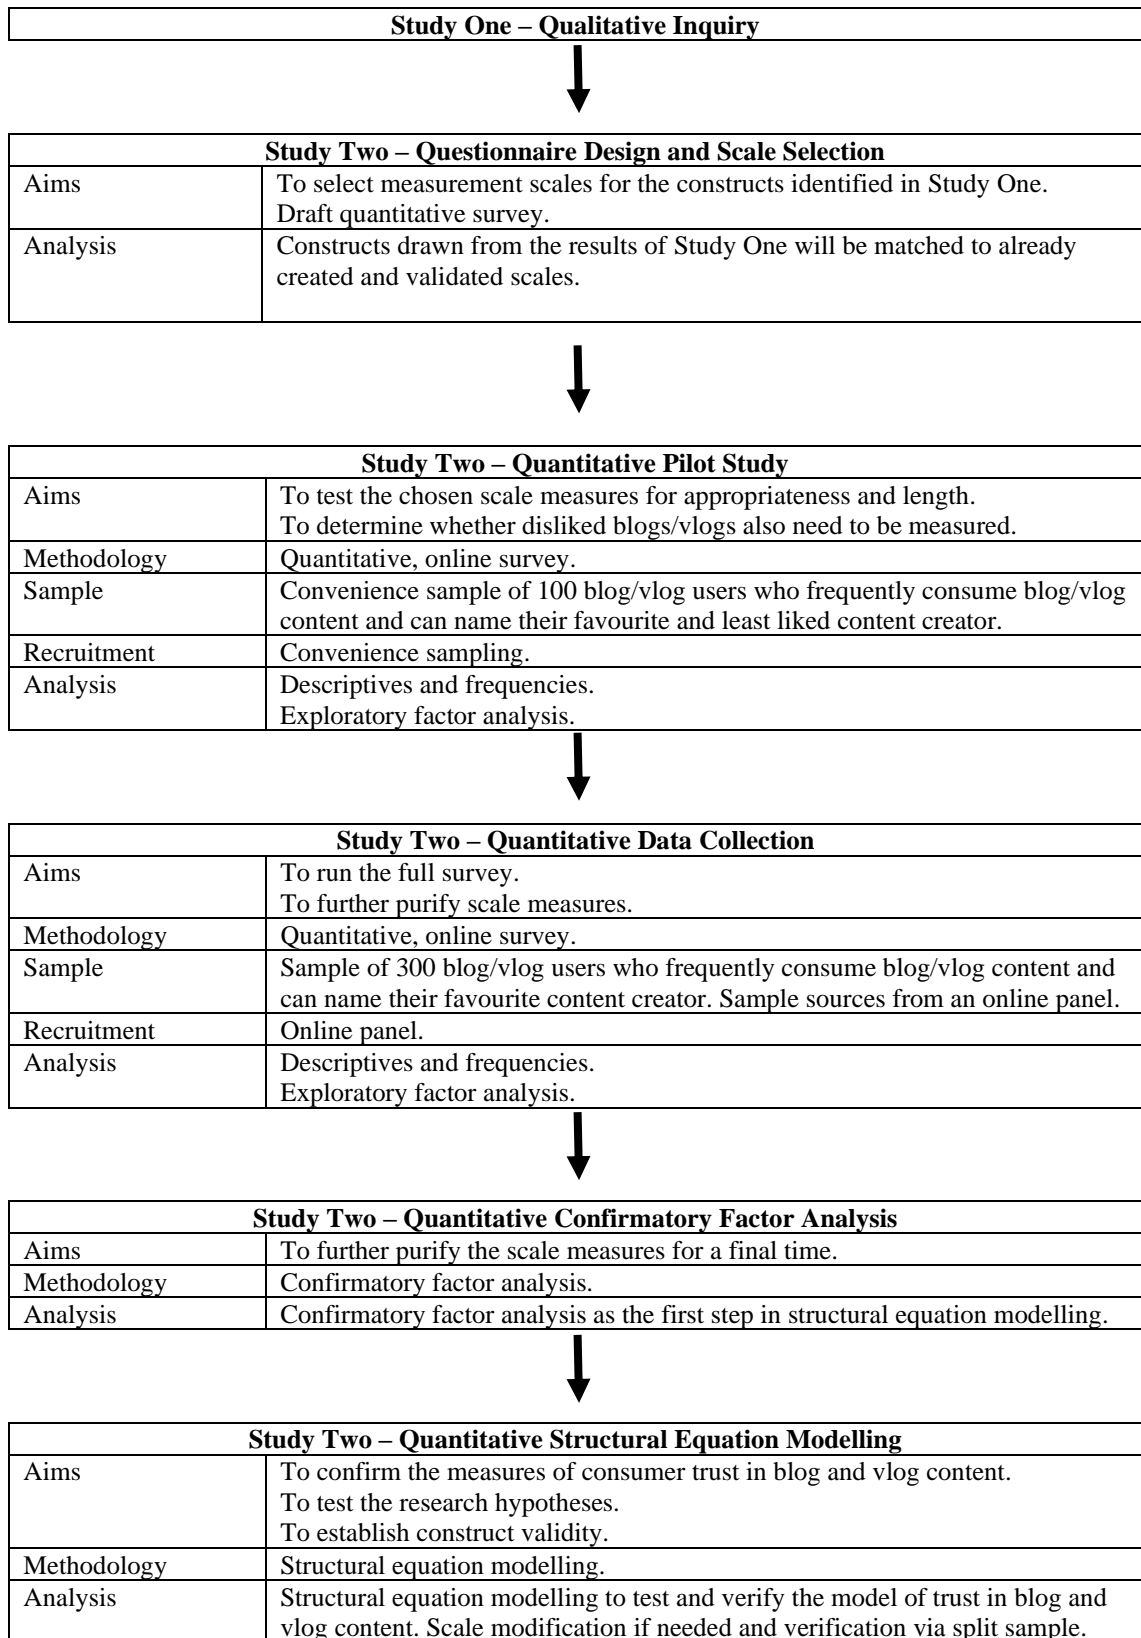 Study One – Qualitative Inquiry
Study Two – Questionnaire Design and Scale Selection
Aims To select measurement scales for the constructs identified in Study One.
Draft quantitative survey.
Analysis Constructs drawn from the results of Study One will be matched to already
created and validated scales.
Study Two – Quantitative Pilot Study
Aims To test the chosen scale measures for appropriateness and length.
To determine whether disliked blogs/vlogs also need to be measured.
Methodology Quantitative, online survey.
Sample Convenience sample of 100 blog/vlog users who frequently consume blog/vlog
content and can name their favourite and least liked content creator.
Recruitment Convenience sampling.
Analysis Descriptives and frequencies.
Exploratory factor analysis.
Study Two – Quantitative Data Collection
Aims To run the full survey.
To further purify scale measures.
Methodology Quantitative, online survey.
Sample Sample of 300 blog/vlog users who frequently consume blog/vlog content and
can name their favourite content creator. Sample sources from an online panel.
Recruitment Online panel.
Analysis Descriptives and frequencies.
Exploratory factor analysis.
Study Two – Quantitative Confirmatory Factor Analysis
Aims To further purify the scale measures for a final time.
Methodology Confirmatory factor analysis.
Analysis Confirmatory factor analysis as the first step in structural equation modelling.
Study Two – Quantitative Structural Equation Modelling
Aims To confirm the measures of consumer trust in blog and vlog content.
To test the research hypotheses.
To establish construct validity.
Methodology Structural equation modelling.
Analysis Structural equation modelling to test and verify the model of trust in blog and
vlog content. Scale modification if needed and verification via split sample.